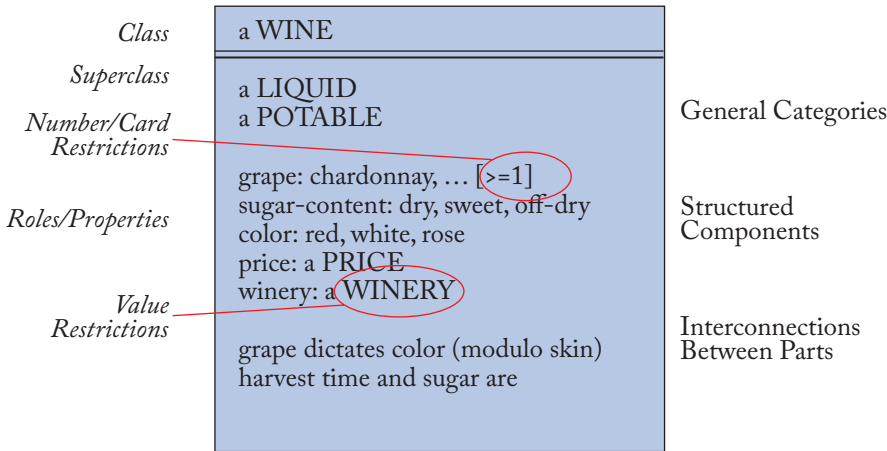 Class
a WINE
Superclass
a LIQUID
a POTABLE
General Categories
Number/Card
Restrictions
grape: chardonnay, … [>=1]
sugar-content: dry, sweet, off-dry
color: red, white, rose
price: a PRICE
winery: a WINERY
Roles/Properties
Structured
Components
Value
Restrictions
grape dictates color (modulo skin)
harvest time and sugar are
Interconnections
Between Parts